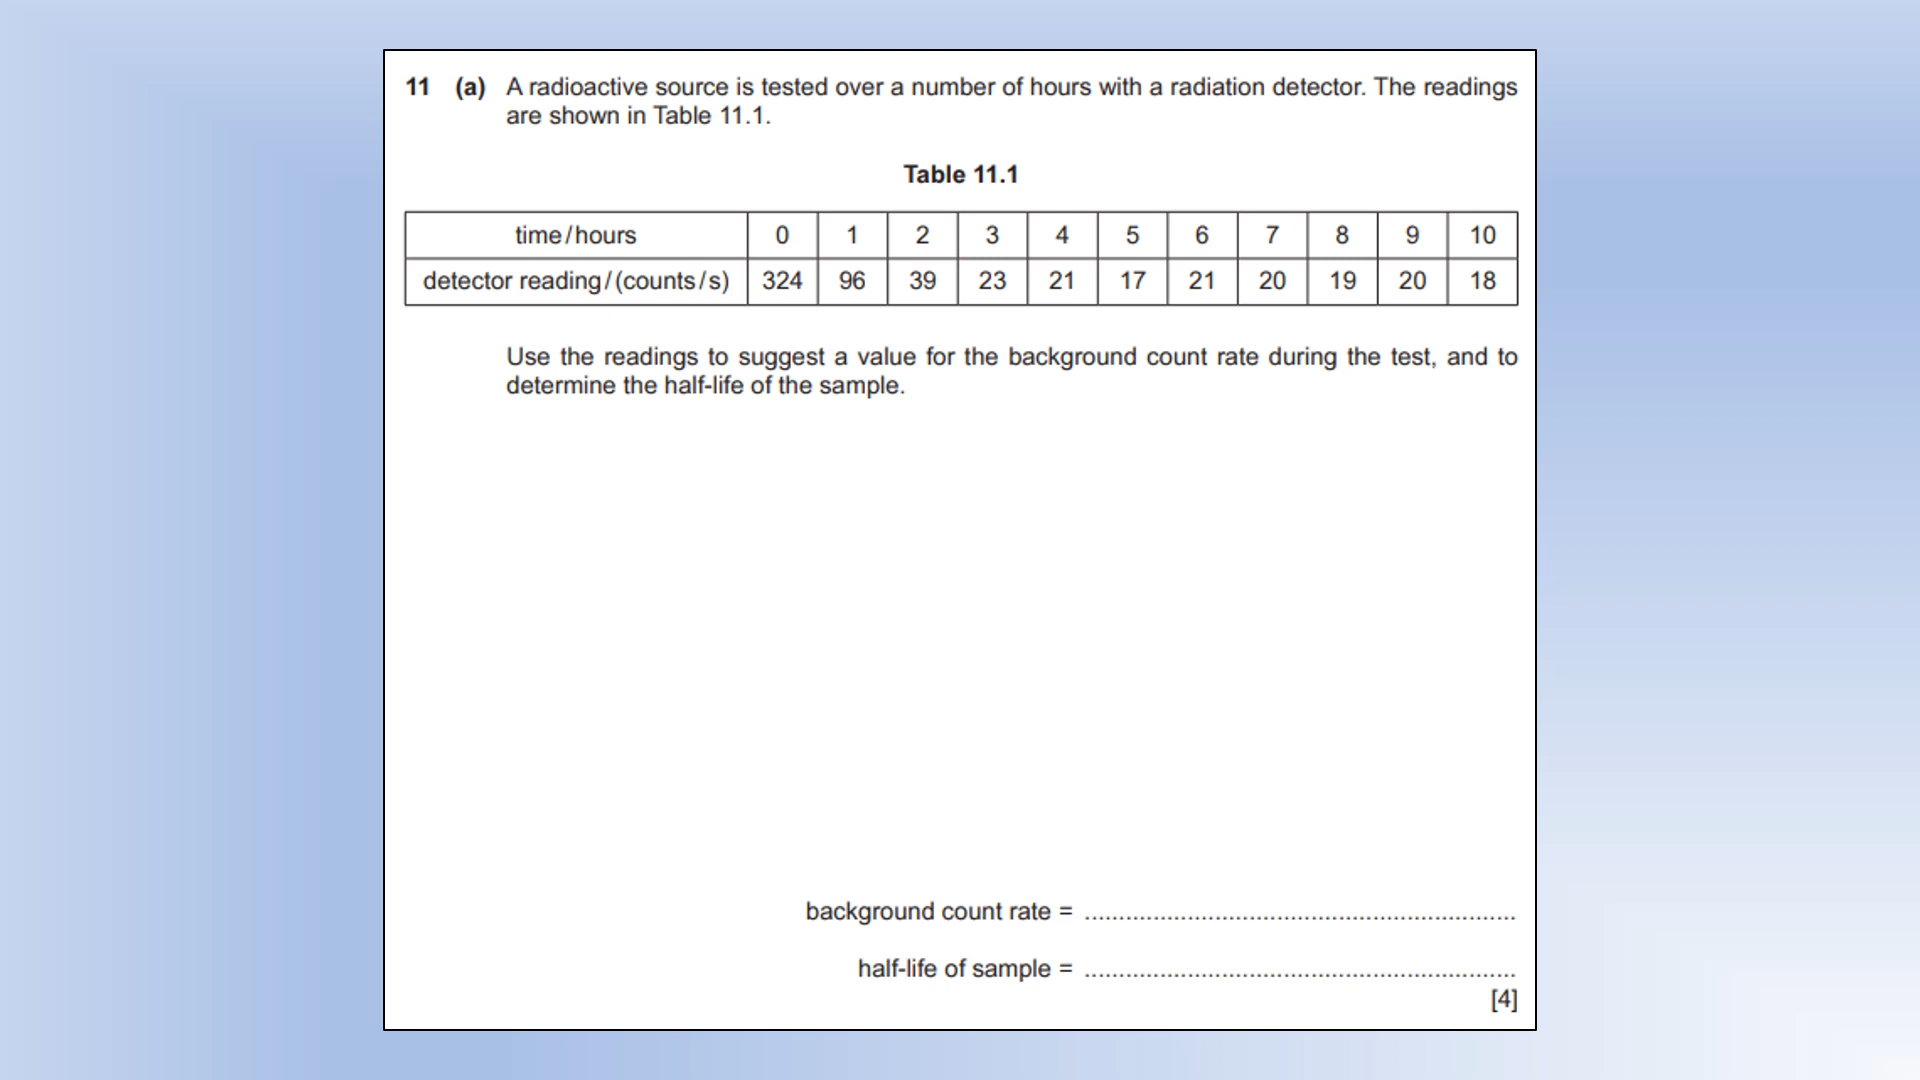 11 (a) A radioactive source is tested over a number of hours with a radiation detector. The readings
are shown in Table 11.1.
Table 11.1
time/hours 0 1 2 3 4 5 6 7 8 9 10
detector reading/(counts/s) 324 96 39 23 21 17 21 20 19 20 18
Use the readings to suggest a value for the background count rate during the test, and to
determine the half-life of the sample.
background count rate = ................................................................
half-life of sample = ................................................................
[4]